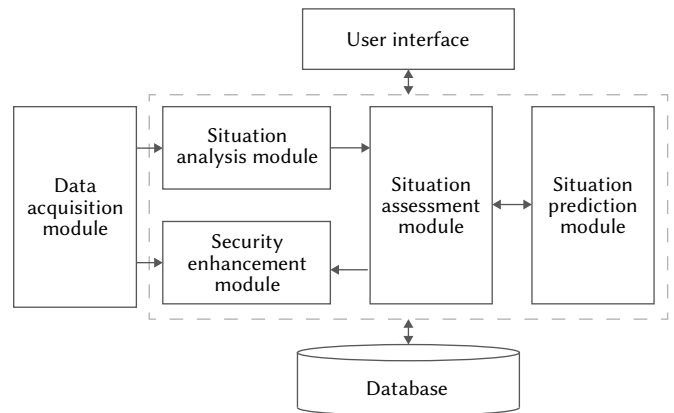 User interface
Data
acquisition
module
Situation
analysis module
Security
enhancement
module
Situation
assessment
module
Situation
prediction
module
Database